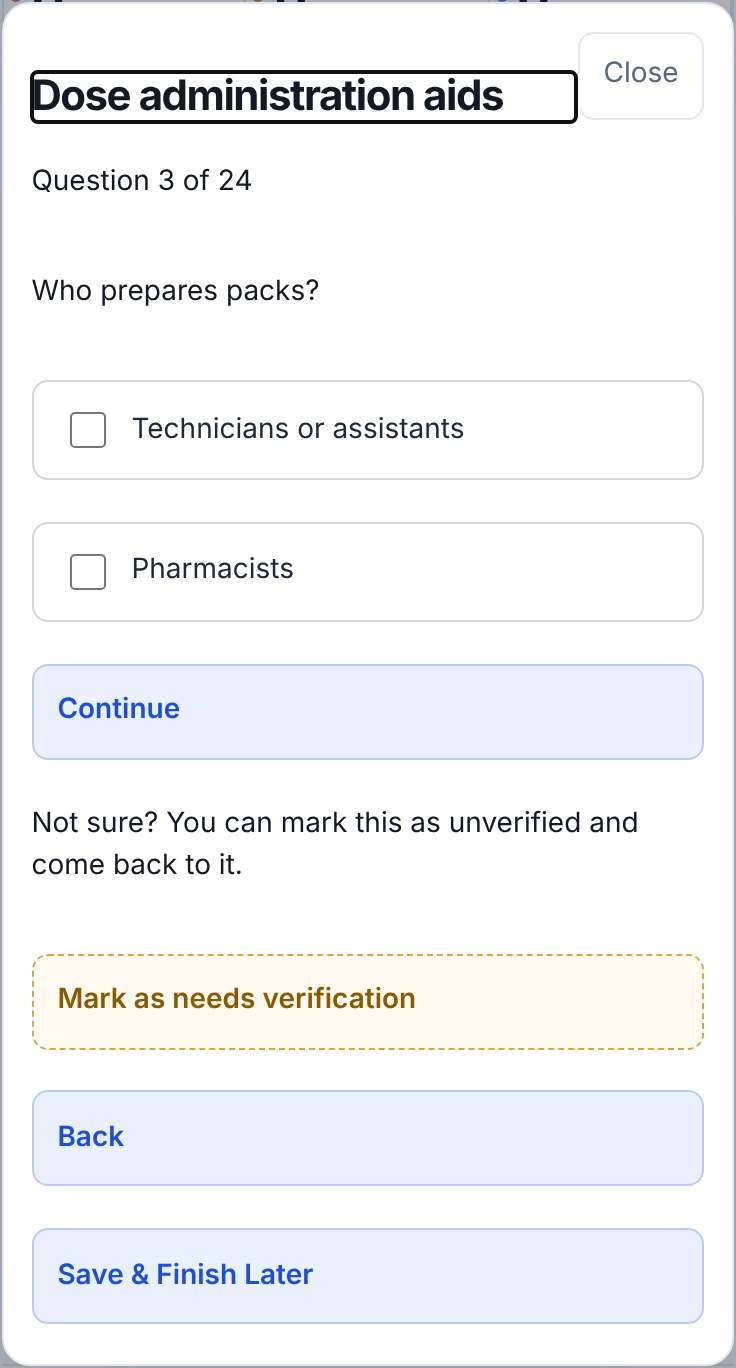 Dose administration aids
Close
Question 3 of 24
Who prepares packs?
Technicians or assistants
Pharmacists
Continue
Not sure? You can mark this as unverified and
come back to it.
Mark as needs verification
Back
Save & Finish Later